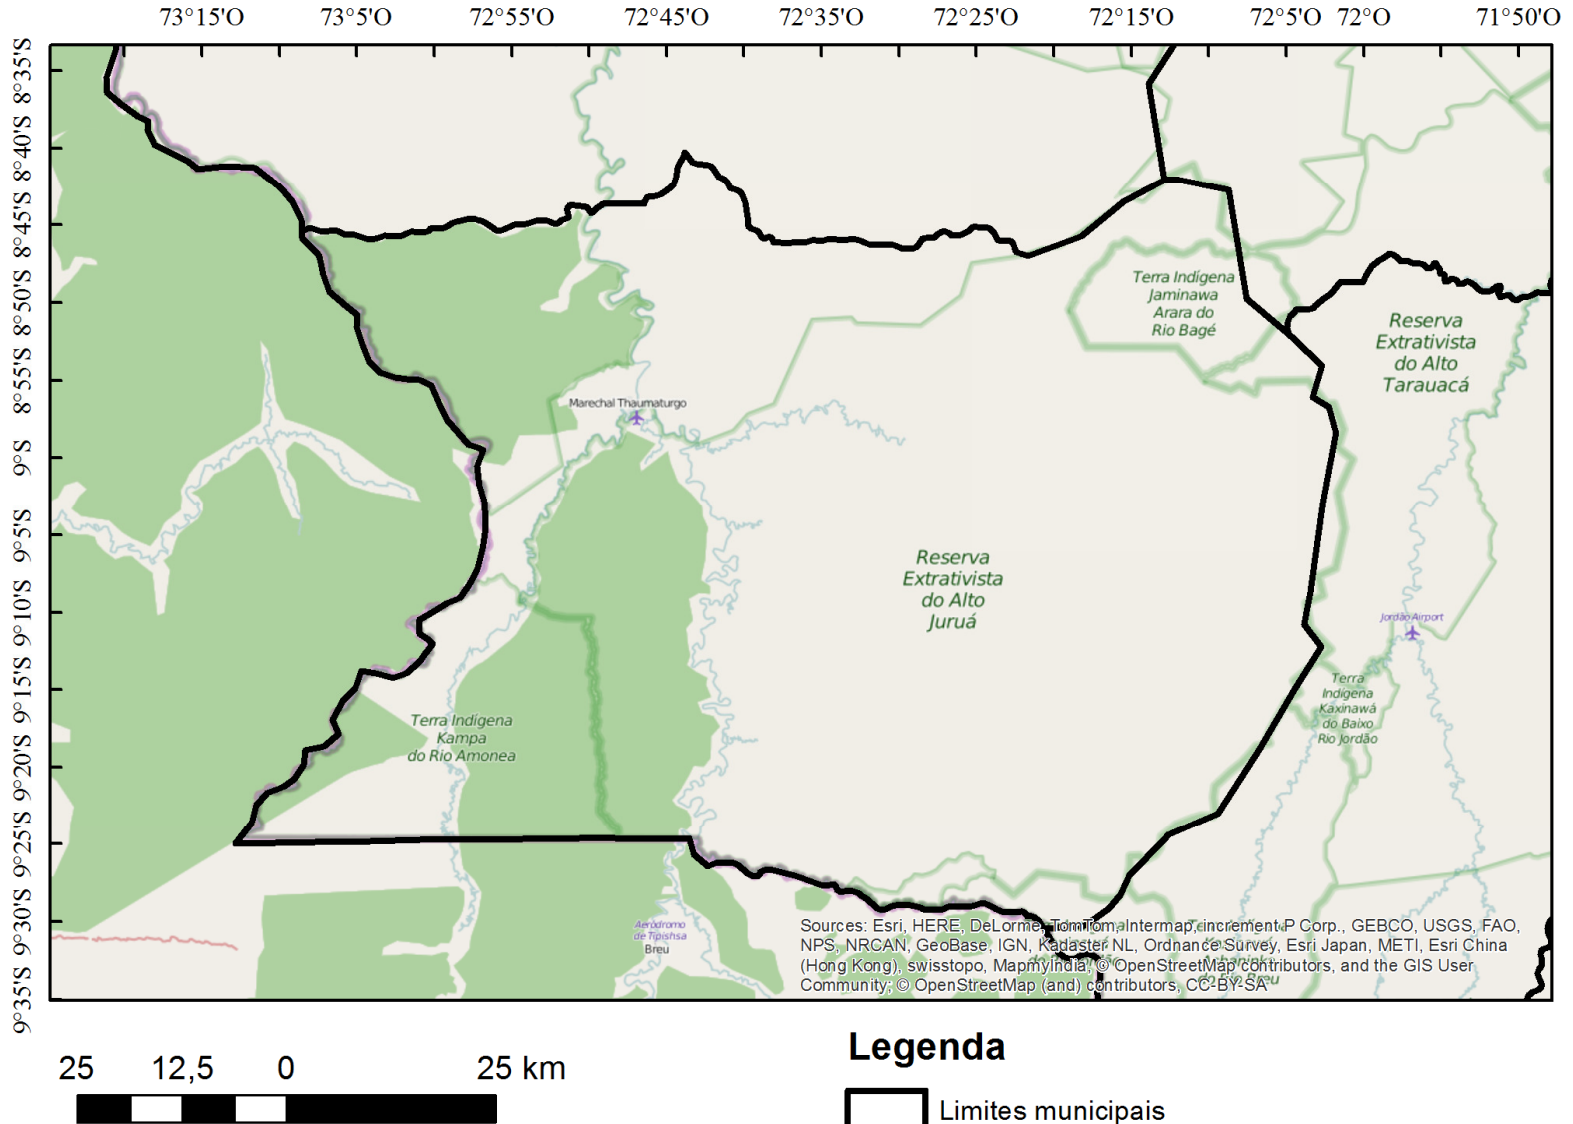 73°15'O 73°5'O 72°55'O 72°45'O 72°35'O 72°25'O 72°15'O 72°5'O 72°O 71°50'O
8°35'S
8°40'S
8°45'S
8°50'S
8°55'S
9°S
9°5'S
9°10'S
9°15'S
9°20'S
9°25'S
9°30'S
9°35'S
Terra Indígena
Jaminawa
Arara do
Rio Bagé
Reserva
Extrativista
do Alto
Tarauacá
Marechal Thaumaturgo
Reserva
Extrativista
do Alto
Juruá
Jordão Airport
Terra
Indígena
Kaxinawá
do Baixo
Rio Jordão
Terra Indígena
Kampa
do Rio Amonea
Aeródromo
de Tipishsa
Breu
Sources: Esri, HERE, DeLorme, TomTom, Intermap, increment P Corp., GEBCO, USGS, FAO,
NPS, NRCAN, GeoBase, IGN, Kadaster NL, Ordnance Survey, Esri Japan, METI, Esri China
(Hong Kong), swisstopo, MapmyIndia, © OpenStreetMap contributors, and the GIS User
Community; © OpenStreetMap (and) contributors, CC-BY-SA
25 12,5 0 25 km
Legenda
Limites municipais